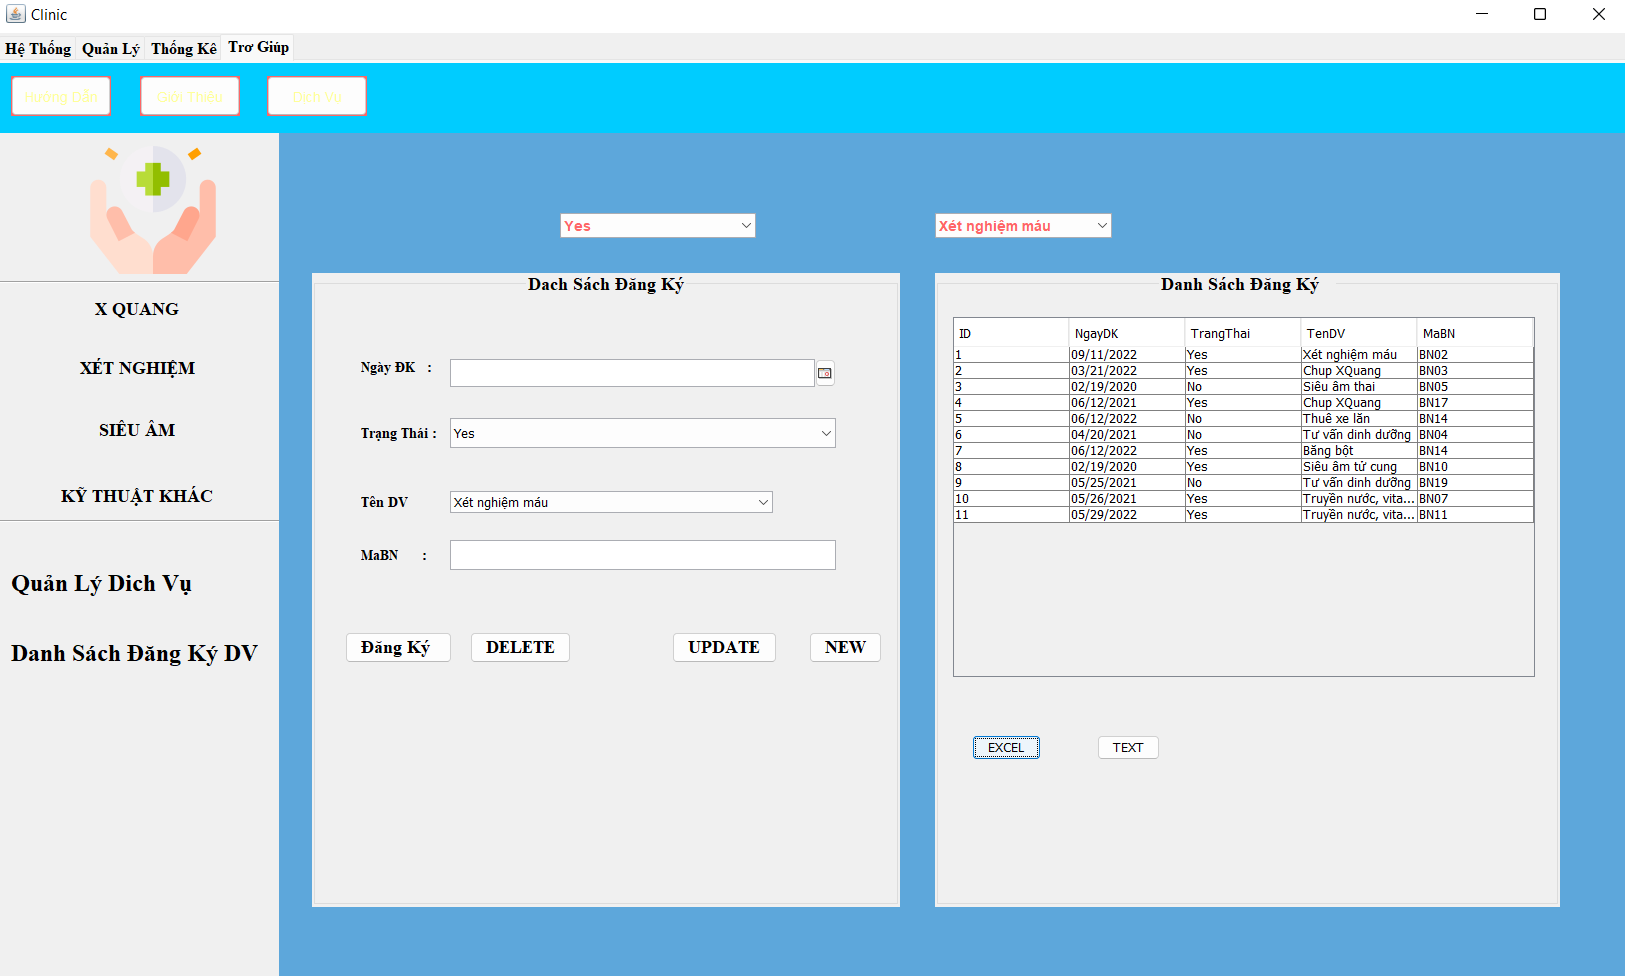 Clinic
Hệ Thống Quản Lý Thống Kê Trơ Giúp
Hướng Dẫn Giới Thiệu Dich Vu
Yes Xét nghiệm máu
X QUANG
XÉT NGHIỆM
SIÊU ÂM
KỸ THUẬT KHÁC
Quản Lý Dich Vụ
Danh Sách Đăng Ký DV
Dach Sách Đăng Ký
Ngày ĐK :
Trạng Thái : Yes
Tên DV Xét nghiệm máu
MaBN :
Đăng Ký DELETE UPDATE NEW
Danh Sách Đăng Ký
ID NgayDK TrangThai TenDV MaBN
1 09/11/2022 Yes Xét nghiệm máu BN02
2 03/21/2022 Yes Chup XQuang BN03
3 02/19/2020 No Siêu âm thai BN05
4 06/12/2021 Yes Chup XQuang BN17
5 06/12/2022 No Thuê xe lăn BN14
6 04/20/2021 No Tư vấn dinh dưỡng BN04
7 06/12/2022 Yes Băng bột BN14
8 02/19/2020 Yes Siêu âm tử cung BN10
9 05/25/2021 No Tư vấn dinh dưỡng BN19
10 05/26/2021 Yes Truyền nước, vita... BN07
11 05/29/2022 Yes Truyền nước, vita... BN11
EXCEL TEXT